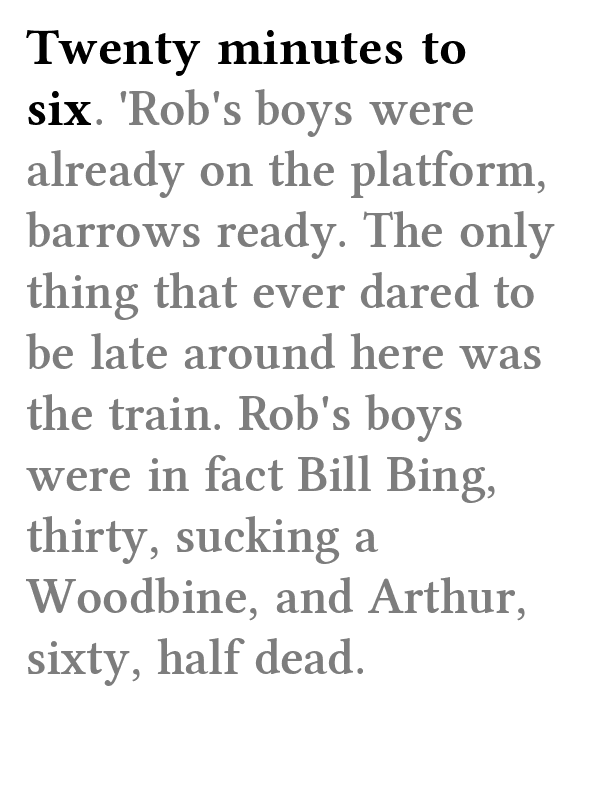 Twenty minutes to
six. 'Rob's boys were
already on the platform,
barrows ready. The only
thing that ever dared to
be late around here was
the train. Rob's boys
were in fact Bill Bing,
thirty, sucking a
Woodbine, and Arthur,
sixty, half dead.